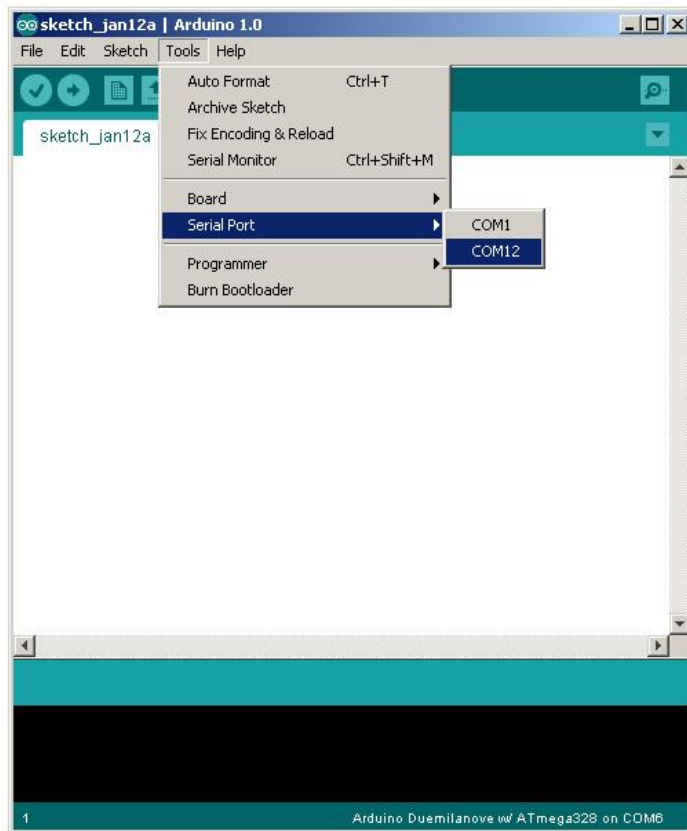 sketch_jan12a | Arduino 1.0
File Edit Sketch Tools Help
sketch_jan12a
Auto Format Ctrl+T
Archive Sketch
Fix Encoding & Reload
Serial Monitor Ctrl+Shift+M
Board
Serial Port
COM1
COM12
Programmer
Burn Bootloader
1 Arduino Duemilanove w/ ATmega328 on COM6